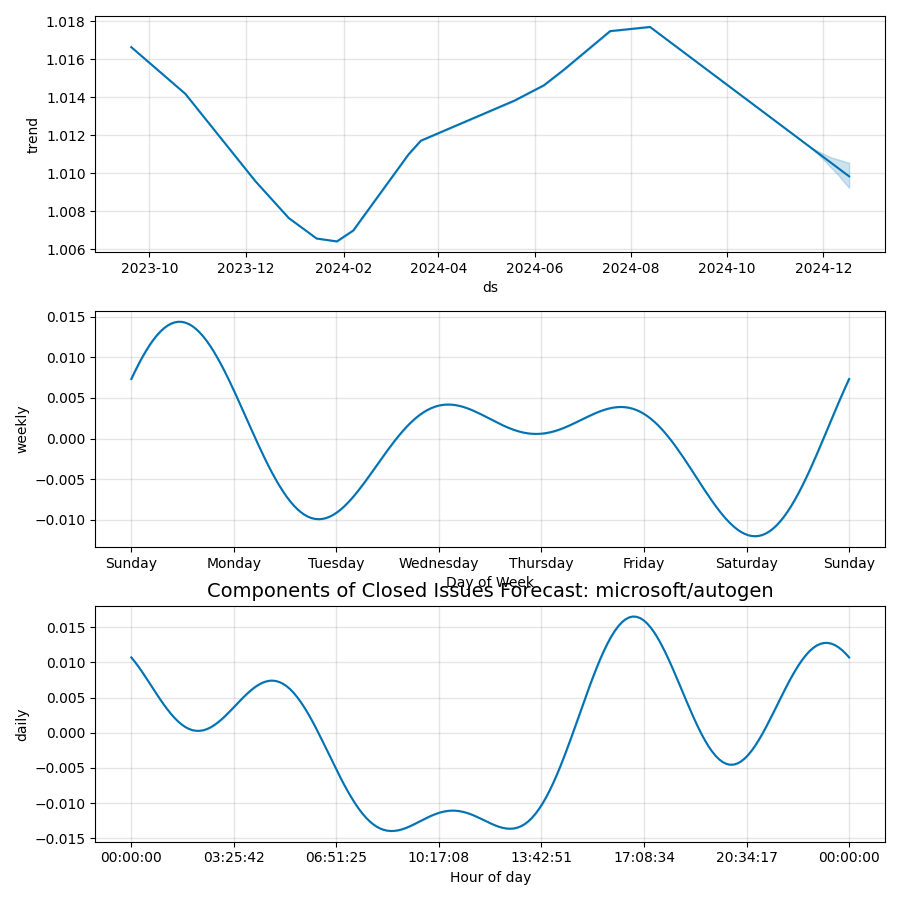 1.018
1.016
1.014
1.012
1.010
1.008
1.006
trend
2023-10 2023-12 2024-02 2024-04 2024-06 2024-08 2024-10 2024-12
ds
0.015
0.010
0.005
0.000
−0.005
−0.010
weekly
Sunday Monday Tuesday Wednesday Thursday Friday Saturday Sunday
Day of Week
Components of Closed Issues Forecast: microsoft/autogen
0.015
0.010
0.005
0.000
−0.005
−0.010
−0.015
daily
00:00:00 03:25:42 06:51:25 10:17:08 13:42:51 17:08:34 20:34:17 00:00:00
Hour of day